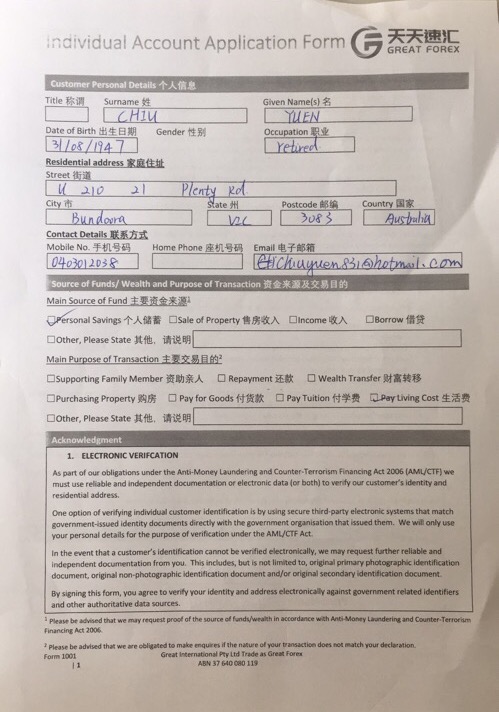 Individual Account Application Form
天天速汇
GREAT FOREX
Customer Personal Details 个人信息
Title 称谓 Surname 姓 Given Name(s) 名
CHIU YUEN
Date of Birth 出生日期 Gender 性别 Occupation 职业
31/08/1947 retired
Residential address 家庭住址
Street 街道
U 210 21 Plenty Rd.
City 市 State 州 Postcode 邮编 Country 国家
Bundoora VIC 3083 Australia
Contact Details 联系方式
Mobile No. 手机号码 Home Phone 座机号码 Email 电子邮箱
0403012038 chiuyuen831@hotmail.com
Source of Funds/ Wealth and Purpose of Transaction 资金来源及交易目的
Main Source of Fund 主要资金来源¹
☑Personal Savings 个人储蓄 ☐Sale of Property 售房收入 ☐Income 收入 ☐Borrow 借贷
☐Other, Please State 其他，请说明
Main Purpose of Transaction 主要交易目的²
☐Supporting Family Member 资助亲人 ☐ Repayment 还款 ☐ Wealth Transfer 财富转移
☐Purchasing Property 购房 ☐ Pay for Goods 付货款 ☐ Pay Tuition 付学费 ☑Pay Living Cost 生活费
☐Other, Please State 其他，请说明
Acknowledgment
1. ELECTRONIC VERIFCATION
As part of our obligations under the Anti-Money Laundering and Counter-Terrorism Financing Act 2006 (AML/CTF) we
must use reliable and independent documentation or electronic data (or both) to verify our customer's identity and
residential address.
One option of verifying individual customer identification is by using secure third-party electronic systems that match
government-issued identity documents directly with the government organisation that issued them. We will only use
your personal details for the purpose of verification under the AML/CTF Act.
In the event that a customer's identification cannot be verified electronically, we may request further reliable and
independent documentation from you. This includes, but is not limited to, original primary photographic identification
document, original non-photographic identification document and/or original secondary identification document.
By signing this form, you agree to verify your identity and address electronically against government related identifiers
and other authoritative data sources.
¹ Please be advised that we may request proof of the source of funds/wealth in accordance with Anti-Money Laundering and Counter-Terrorism
Financing Act 2006.
² Please be advised that we are obligated to make enquires if the nature of your transaction does not match your declaration.
Form 1001 Great International Pty Ltd Trade as Great Forex
| 1 ABN 37 640 080 119